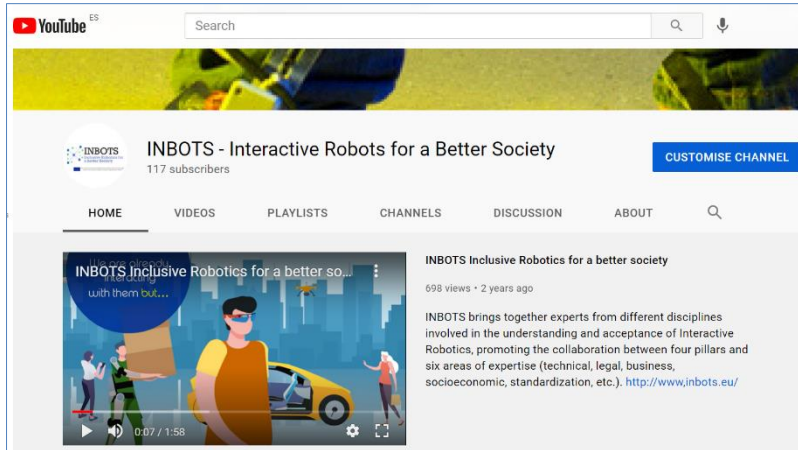 YouTube ES
Search
INBOTS
INBOTS - Interactive Robots for a Better Society
117 subscribers
CUSTOMISE CHANNEL
HOME VIDEOS PLAYLISTS CHANNELS DISCUSSION ABOUT
We are already
INBOTS Inclusive Robotics for a better so...
interacting
with them but...
0:07 / 1:58
INBOTS Inclusive Robotics for a better society
698 views • 2 years ago
INBOTS brings together experts from different disciplines
involved in the understanding and acceptance of Interactive
Robotics, promoting the collaboration between four pillars and
six areas of expertise (technical, legal, business,
socioeconomic, standardization, etc.). http://www,inbots.eu/